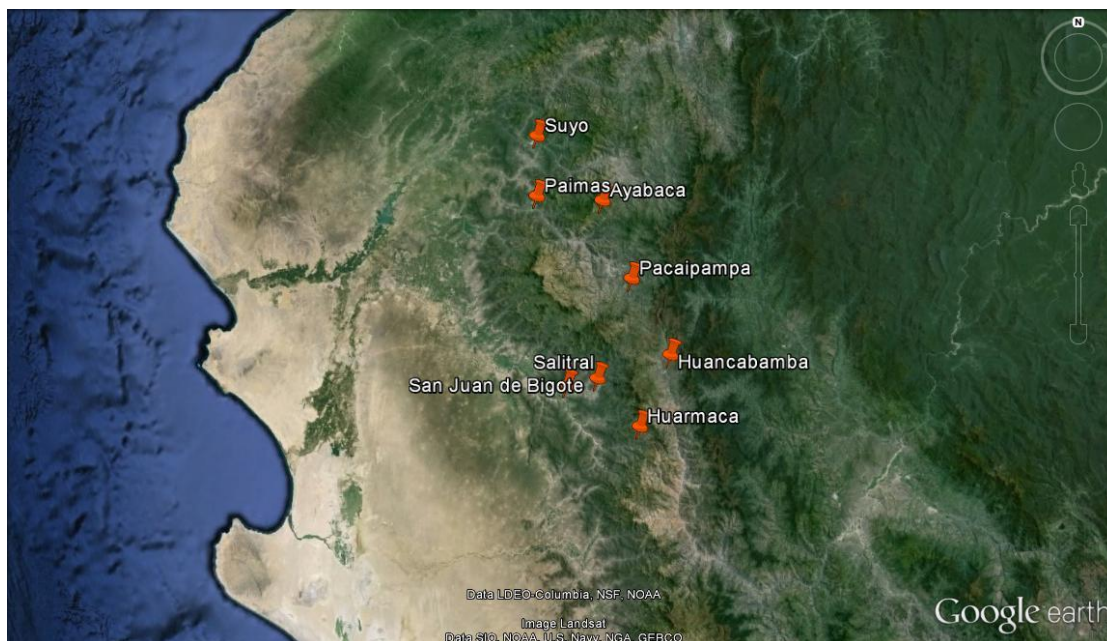 N
Suyo
Paimas
Ayabaca
Pacaipampa
Salitral
Huancabamba
San Juan de Bigote
Huarmaca
Data LDEO-Columbia, NSF, NOAA
Image Landsat
Data SIO, NOAA, U.S. Navy, NGA, GEBCO
Google earth